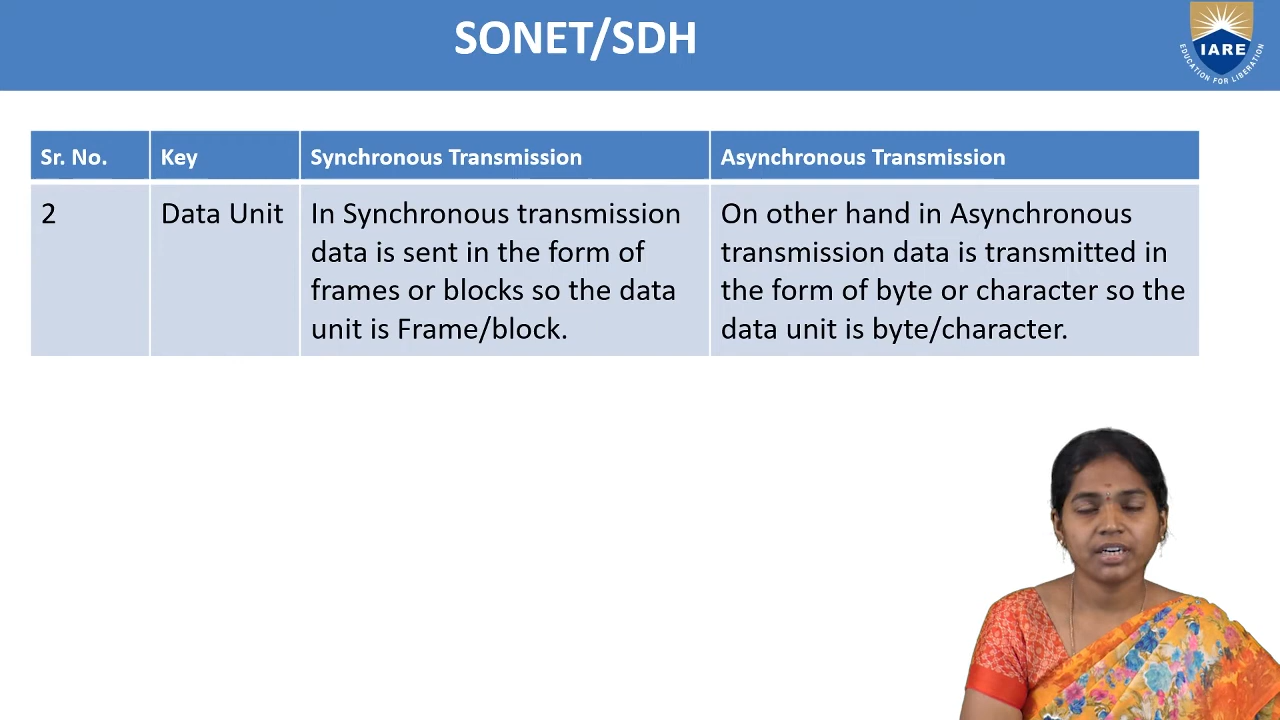 SONET/SDH
IARE
EDUCATION FOR LIBERATION
Sr. No. Key Synchronous Transmission Asynchronous Transmission
2 Data Unit In Synchronous transmission
data is sent in the form of
frames or blocks so the data
unit is Frame/block.
On other hand in Asynchronous
transmission data is transmitted in
the form of byte or character so the
data unit is byte/character.